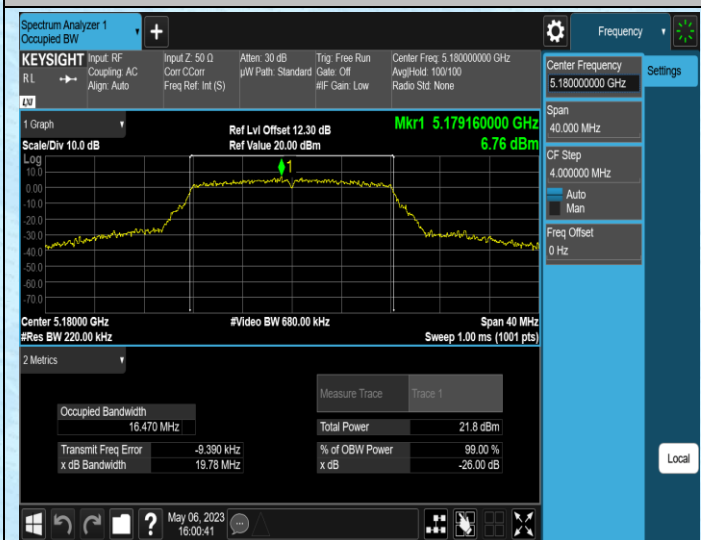 Spectrum Analyzer 1
Occupied BW
Frequency
KEYSIGHT
R L
LXI
Input: RF
Coupling: AC
Align: Auto
Input Z: 50 Ω
Corr CCorr
Freq Ref: Int (S)
Atten: 30 dB
µW Path: Standard
Trig: Free Run
Gate: Off
#IF Gain: Low
Center Freq: 5.180000000 GHz
Avg|Hold: 100/100
Radio Std: None
Center Frequency
5.180000000 GHz
Settings
Span
40.000 MHz
CF Step
4.000000 MHz
Auto
Man
Freq Offset
0 Hz
Local
1 Graph
Scale/Div 10.0 dB
Ref Lvl Offset 12.30 dB
Ref Value 20.00 dBm
Mkr1 5.179160000 GHz
6.76 dBm
Log
10.0
0.00
-10.0
-20.0
-30.0
-40.0
-50.0
-60.0
-70.0
1
Center 5.18000 GHz
#Video BW 680.00 kHz
Span 40 MHz
#Res BW 220.00 kHz
Sweep 1.00 ms (1001 pts)
2 Metrics
Measure Trace Trace 1
Occupied Bandwidth
16.470 MHz
Total Power 21.8 dBm
Transmit Freq Error -9.390 kHz
% of OBW Power 99.00 %
x dB Bandwidth 19.78 MHz
x dB -26.00 dB
?
May 06, 2023
16:00:41